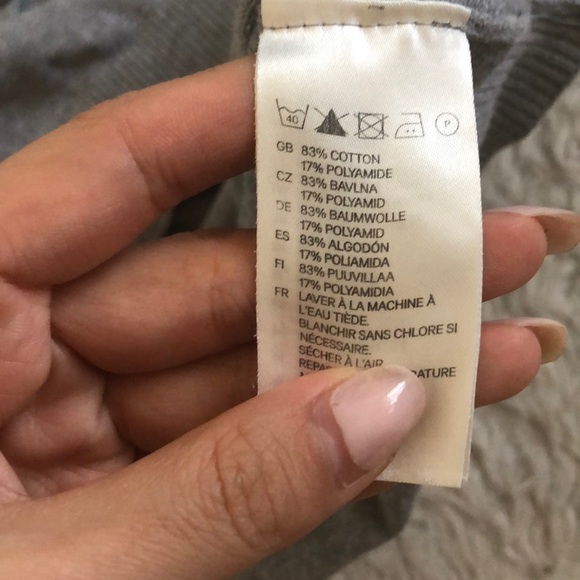 40
P
GB 83% COTTON
17% POLYAMIDE
CZ 83% BAVLNA
17% POLYAMID
DE 83% BAUMWOLLE
17% POLYAMID
ES 83% ALGODÓN
17% POLIAMIDA
FI 83% PUUVILLAA
17% POLYAMIDIA
FR LAVER À LA MACHINE À
L'EAU TIÈDE.
BLANCHIR SANS CHLORE SI
NÉCESSAIRE.
SÉCHER À L'AIR